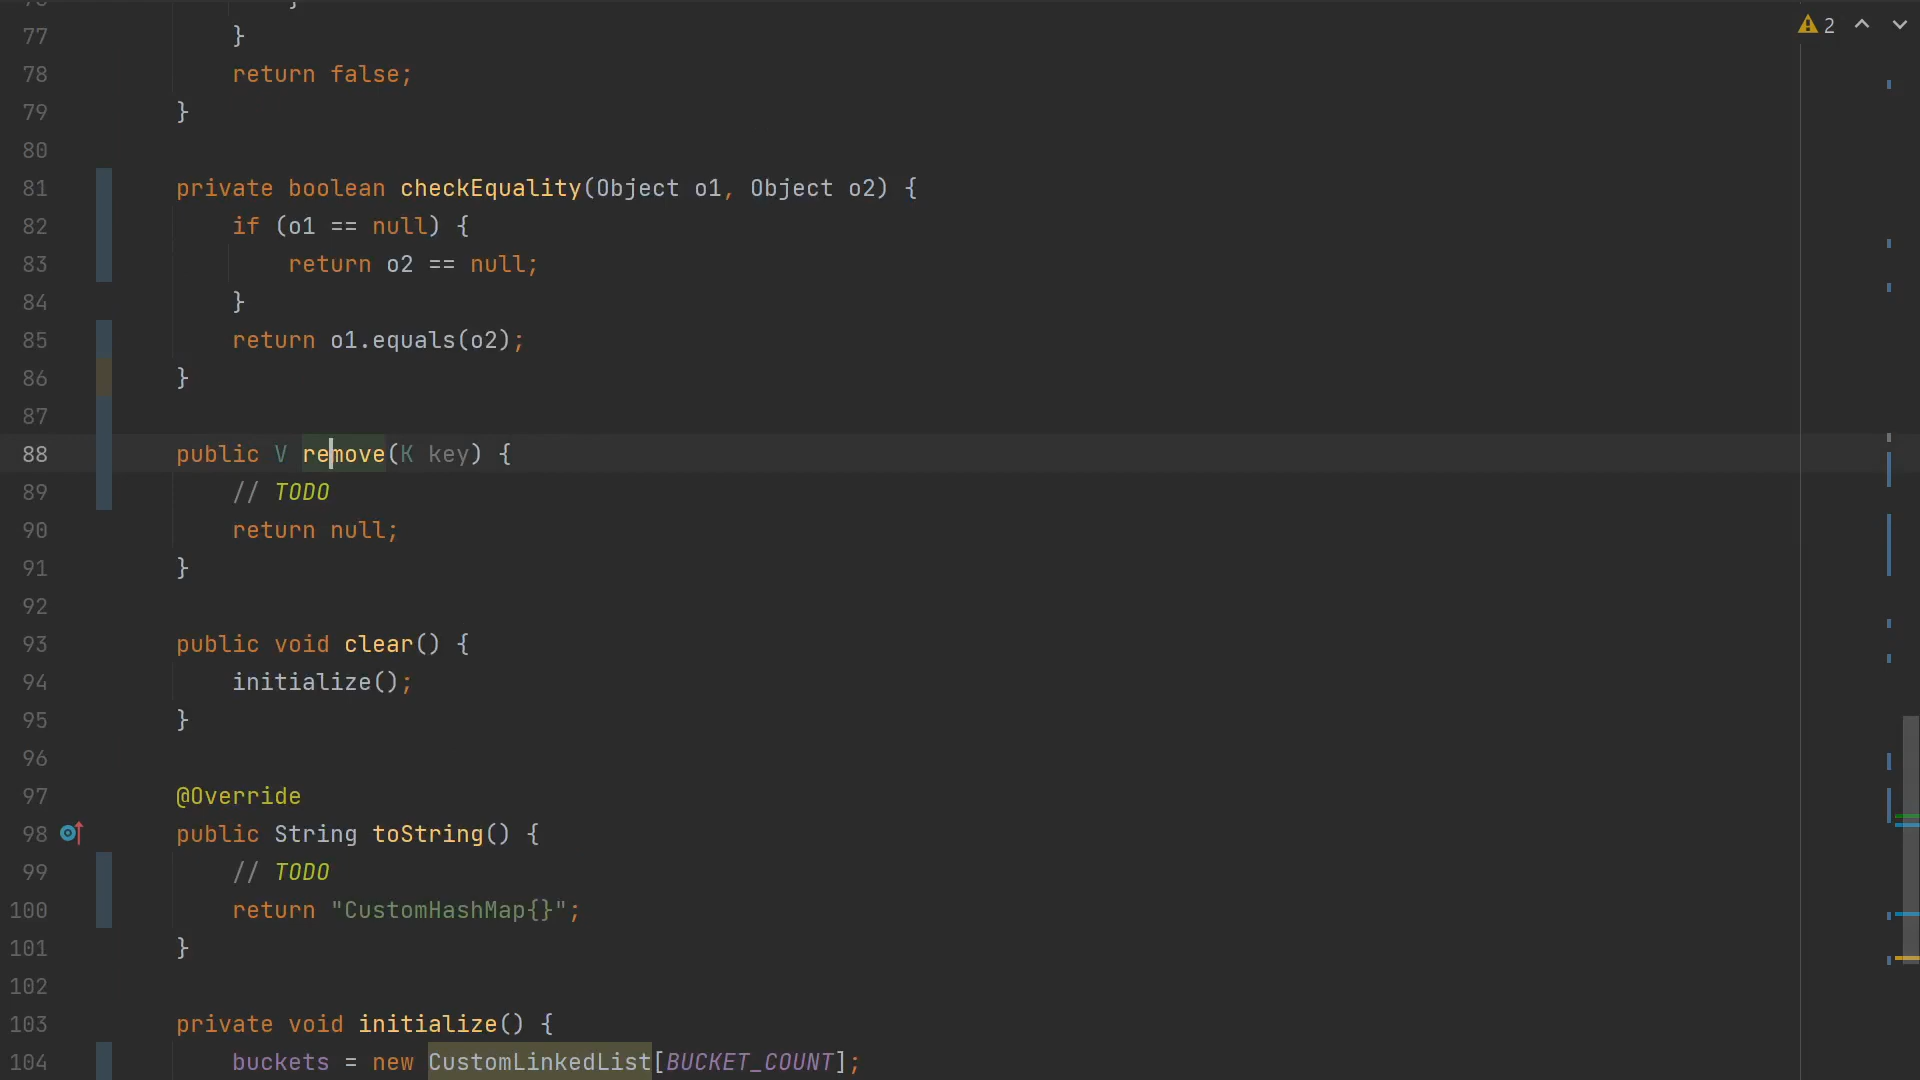 2
77 }
78 return false;
79 }
80
81 private boolean checkEquality(Object o1, Object o2) {
82 if (o1 == null) {
83 return o2 == null;
84 }
85 return o1.equals(o2);
86 }
87
88 public V remove(K key) {
89 // TODO
90 return null;
91 }
92
93 public void clear() {
94 initialize();
95 }
96
97 @Override
98 public String toString() {
99 // TODO
100 return "CustomHashMap{}";
101 }
102
103 private void initialize() {
104 buckets = new CustomLinkedList[BUCKET_COUNT];